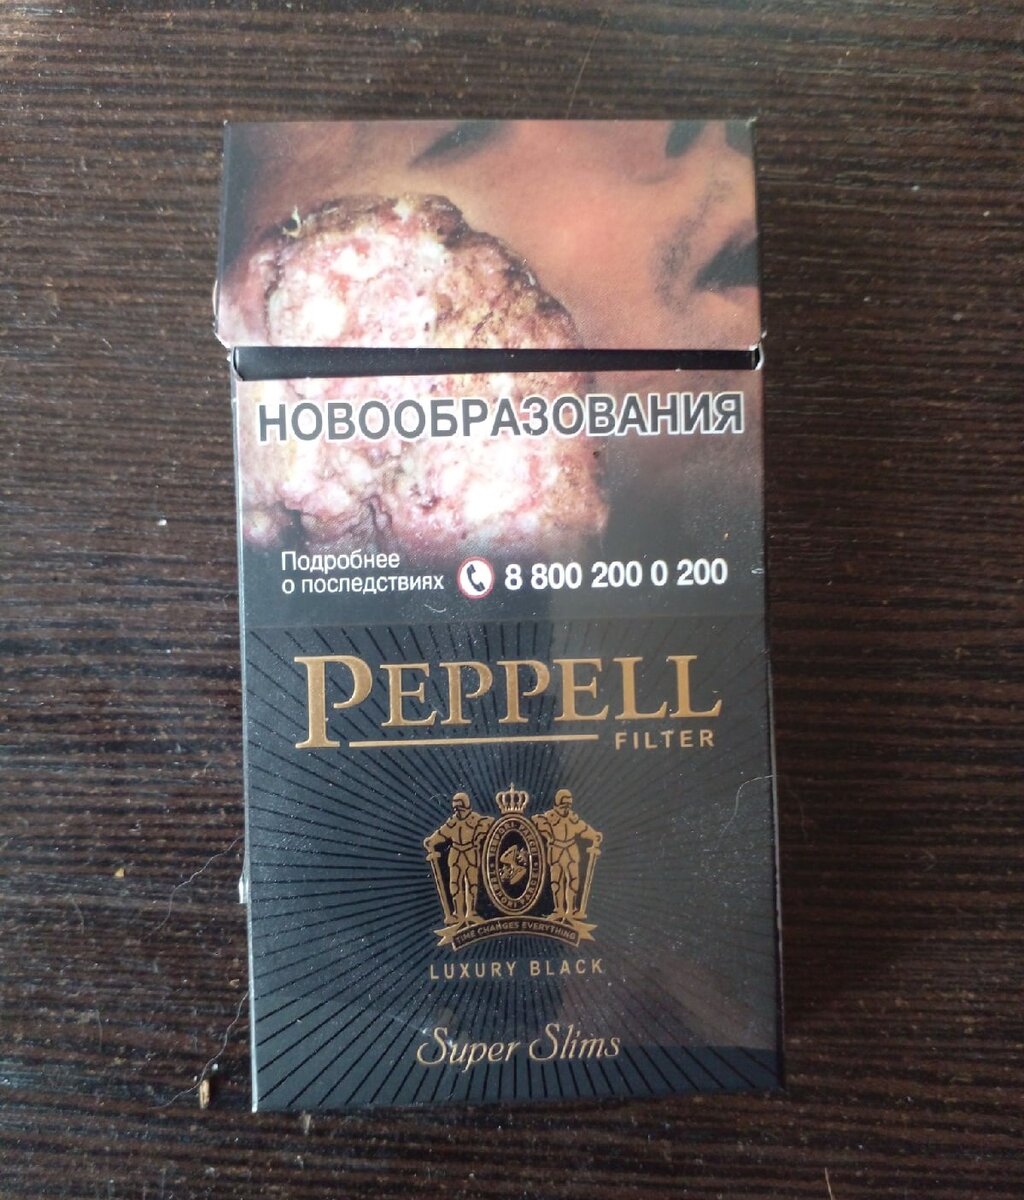 НОВООБРАЗОВАНИЯ
Подробнее
о последствиях
8 800 200 0 200
PEPPELL
FILTER
TIME CHANGES EVERYTHING
LUXURY BLACK
Super Slims